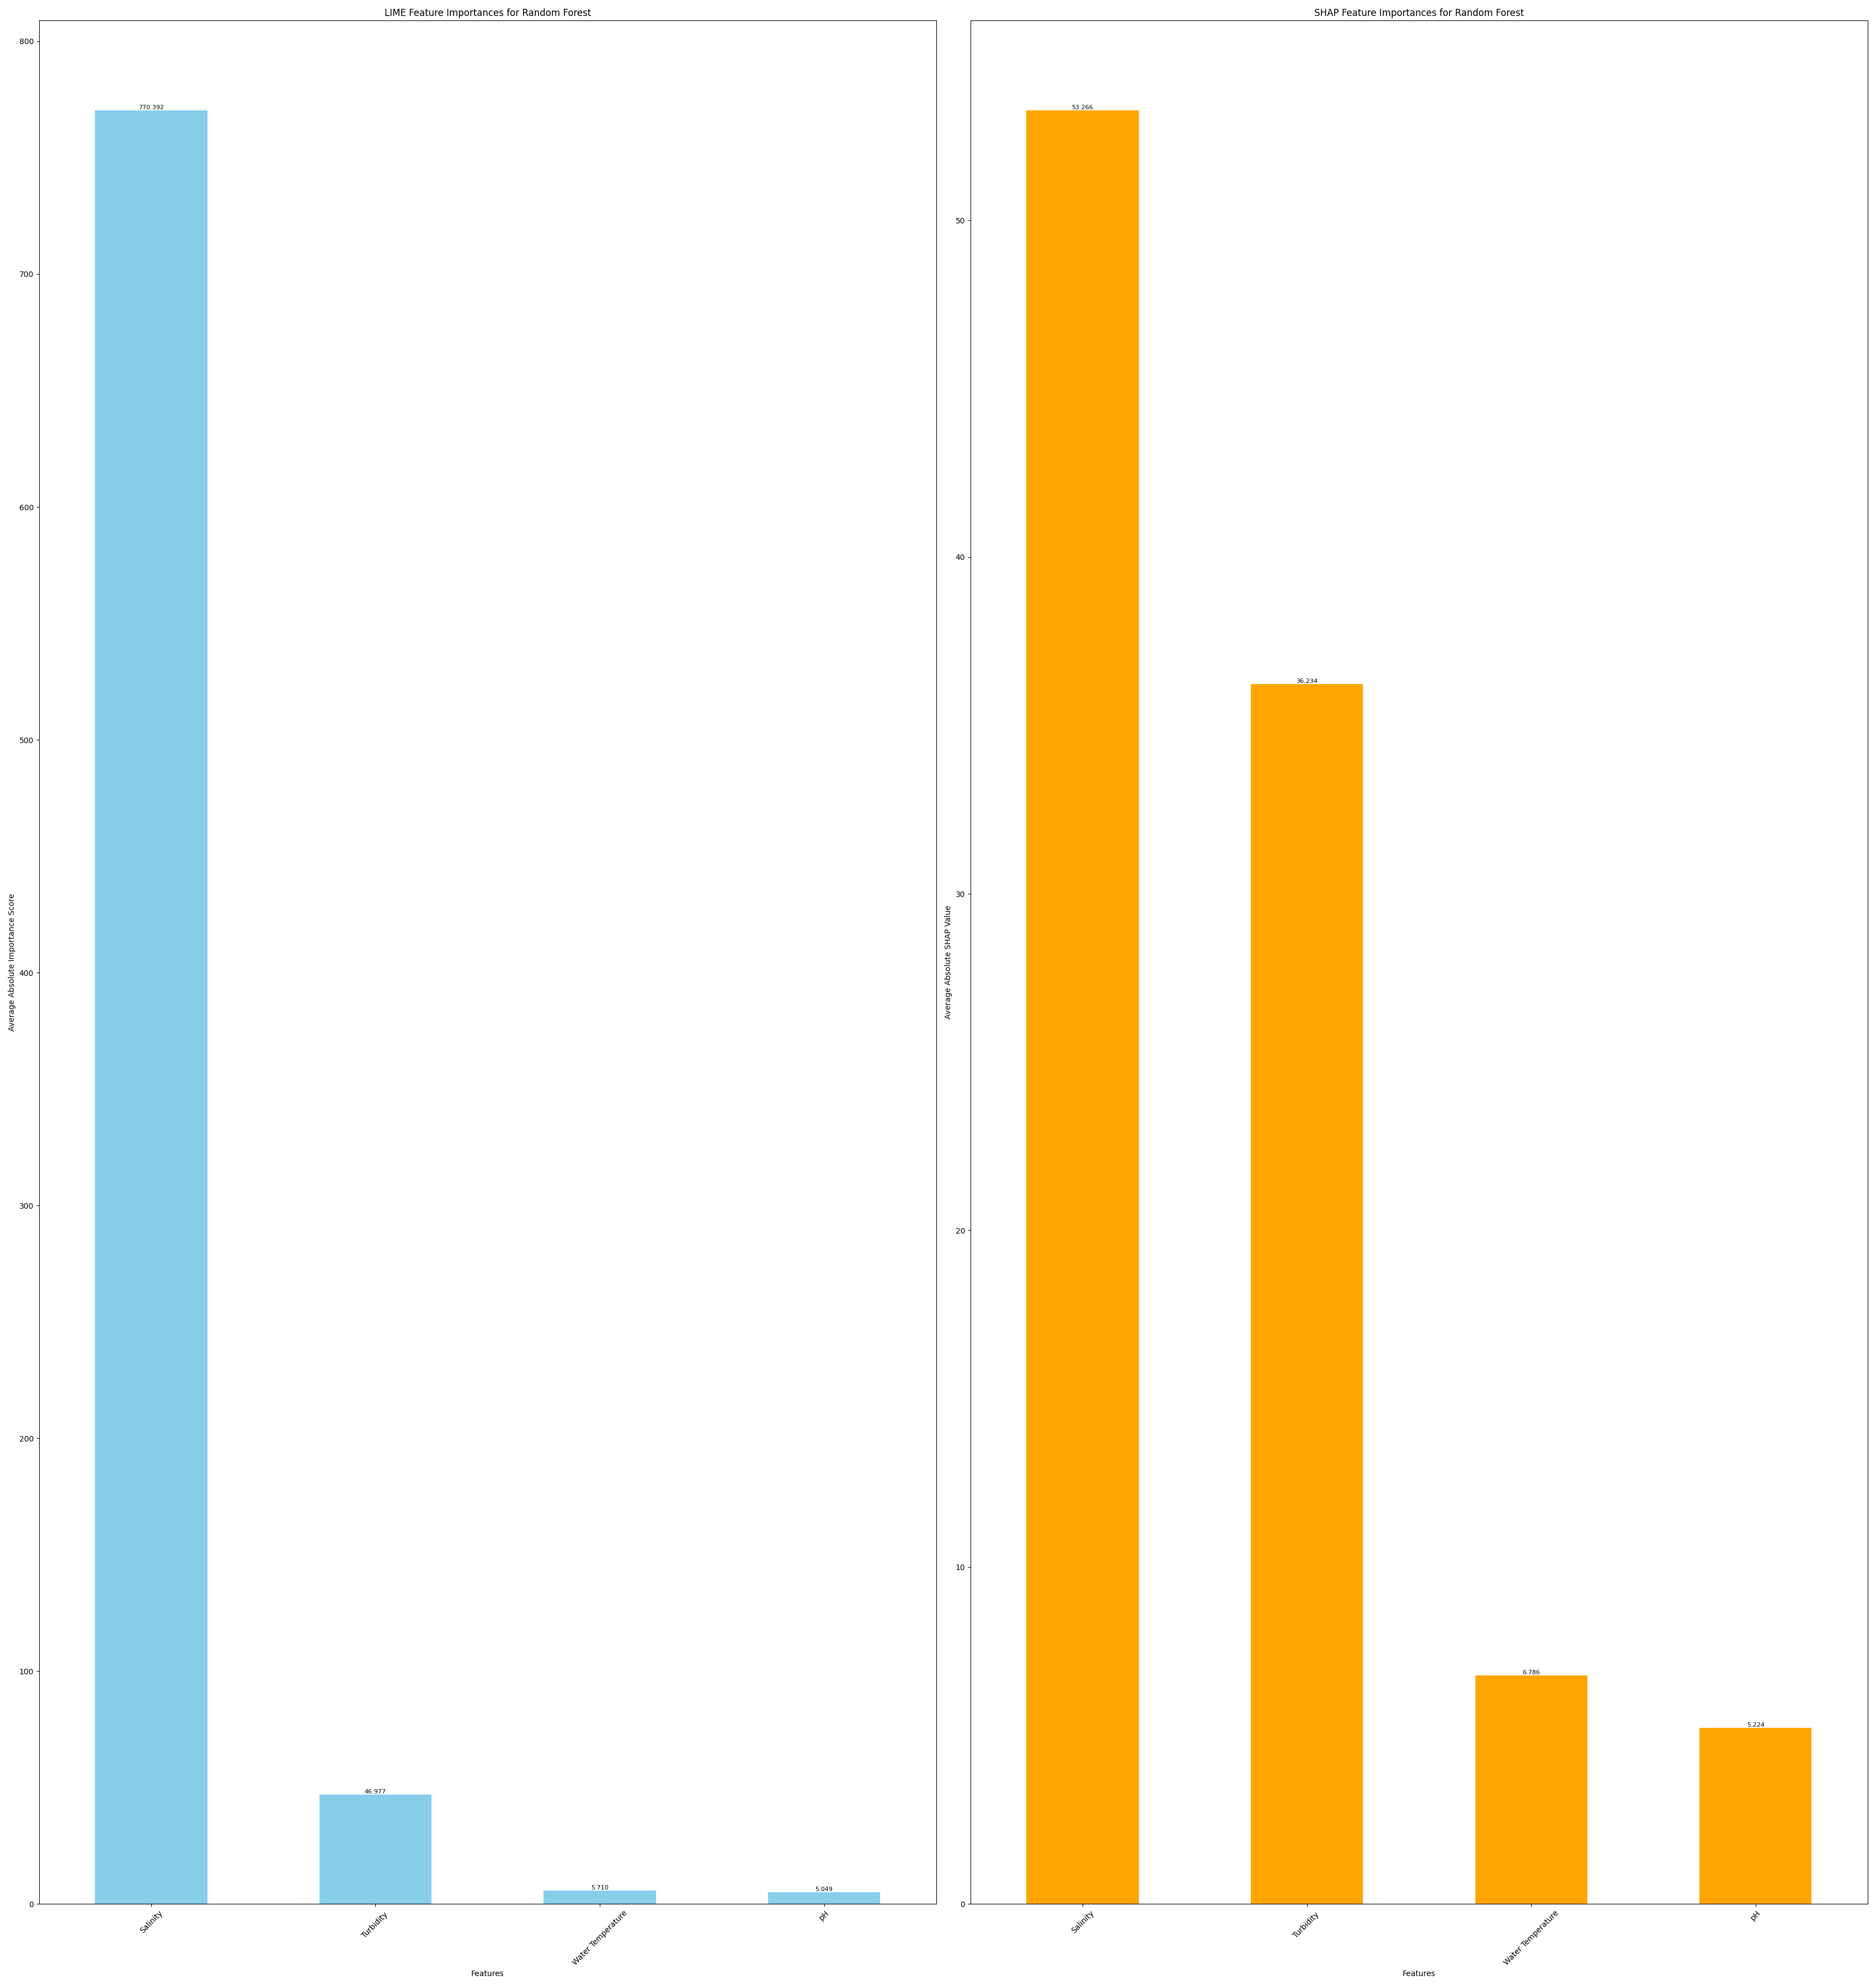 LIME Feature Importances for Random Forest
Average Absolute Importance Score
800
700
600
500
400
300
200
100
0
770.392
46.977
5.710
5.049
Salinity
Turbidity
Water Temperature
pH
Features
SHAP Feature Importances for Random Forest
Average Absolute SHAP Value
50
40
30
20
10
0
53.266
36.234
6.786
5.224
Salinity
Turbidity
Water Temperature
pH
Features